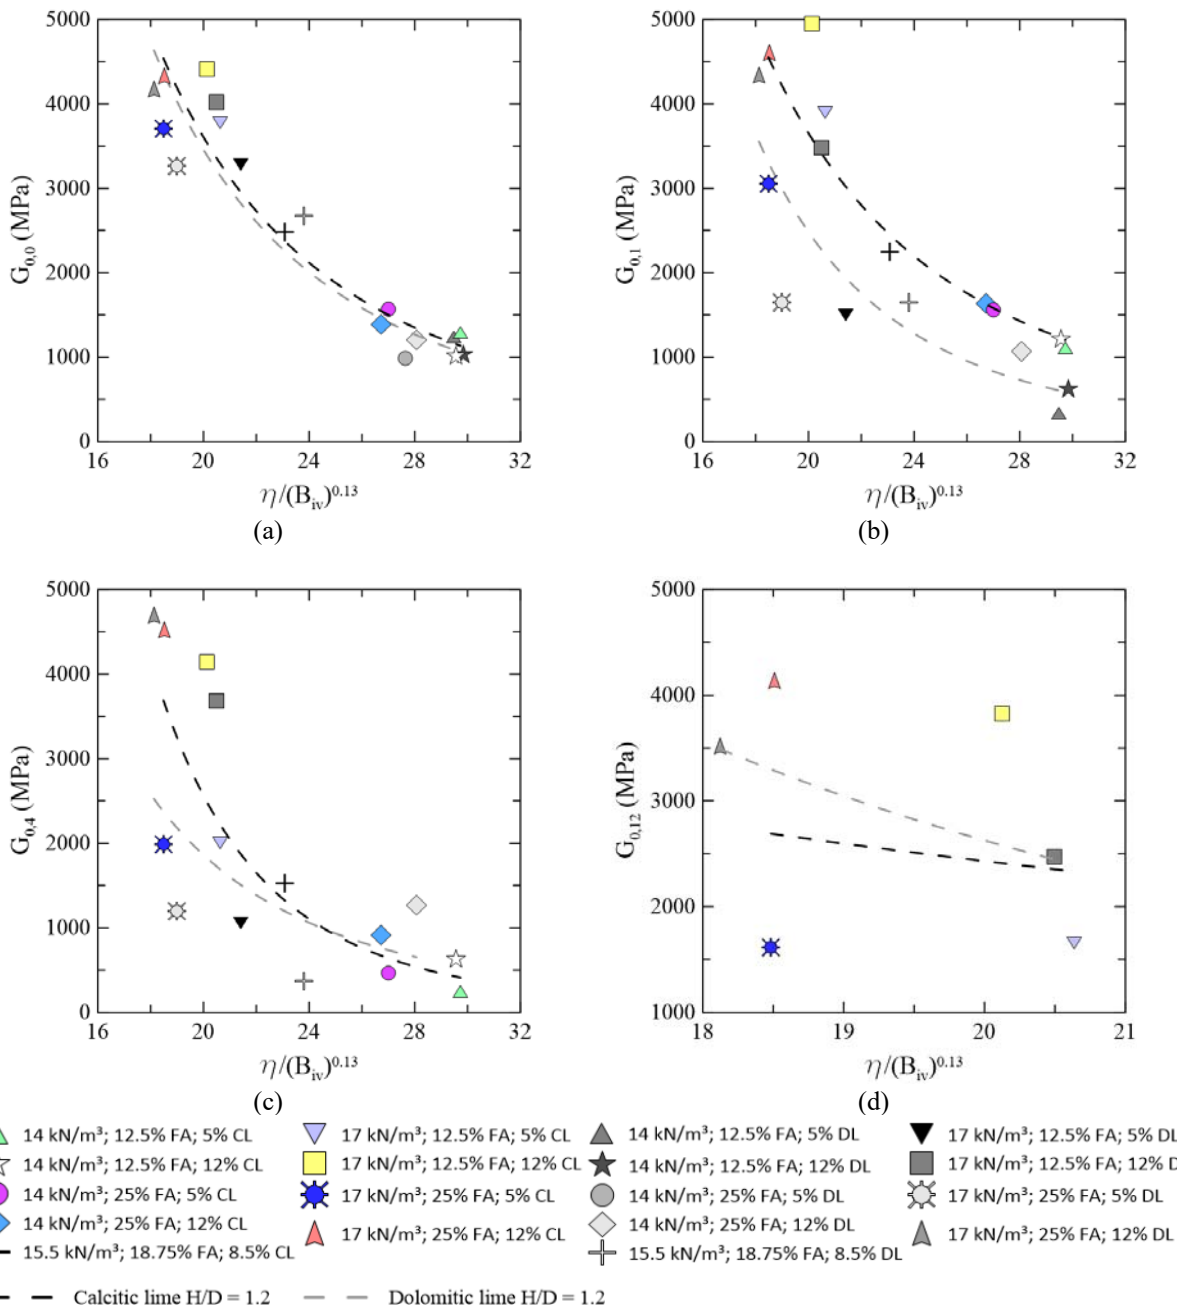 5000
4000
3000
2000
1000
0
16 20 24 28 32
G0,0 (MPa)
η/(Biv)^0.13
(a)
5000
4000
3000
2000
1000
0
16 20 24 28 32
G0,1 (MPa)
η/(Biv)^0.13
(b)
5000
4000
3000
2000
1000
0
16 20 24 28 32
G0,4 (MPa)
η/(Biv)^0.13
(c)
5000
4000
3000
2000
1000
18 19 20 21
G0,12 (MPa)
η/(Biv)^0.13
(d)
14 kN/m³; 12.5% FA; 5% CL
14 kN/m³; 12.5% FA; 12% CL
14 kN/m³; 25% FA; 5% CL
14 kN/m³; 25% FA; 12% CL
15.5 kN/m³; 18.75% FA; 8.5% CL
17 kN/m³; 12.5% FA; 5% CL
17 kN/m³; 12.5% FA; 12% CL
17 kN/m³; 25% FA; 5% CL
17 kN/m³; 25% FA; 12% CL
14 kN/m³; 12.5% FA; 5% DL
14 kN/m³; 12.5% FA; 12% DL
14 kN/m³; 25% FA; 5% DL
14 kN/m³; 25% FA; 12% DL
15.5 kN/m³; 18.75% FA; 8.5% DL
17 kN/m³; 12.5% FA; 5% DL
17 kN/m³; 12.5% FA; 12% D
17 kN/m³; 25% FA; 5% DL
17 kN/m³; 25% FA; 12% DL
Calcitic lime H/D = 1.2
Dolomitic lime H/D = 1.2